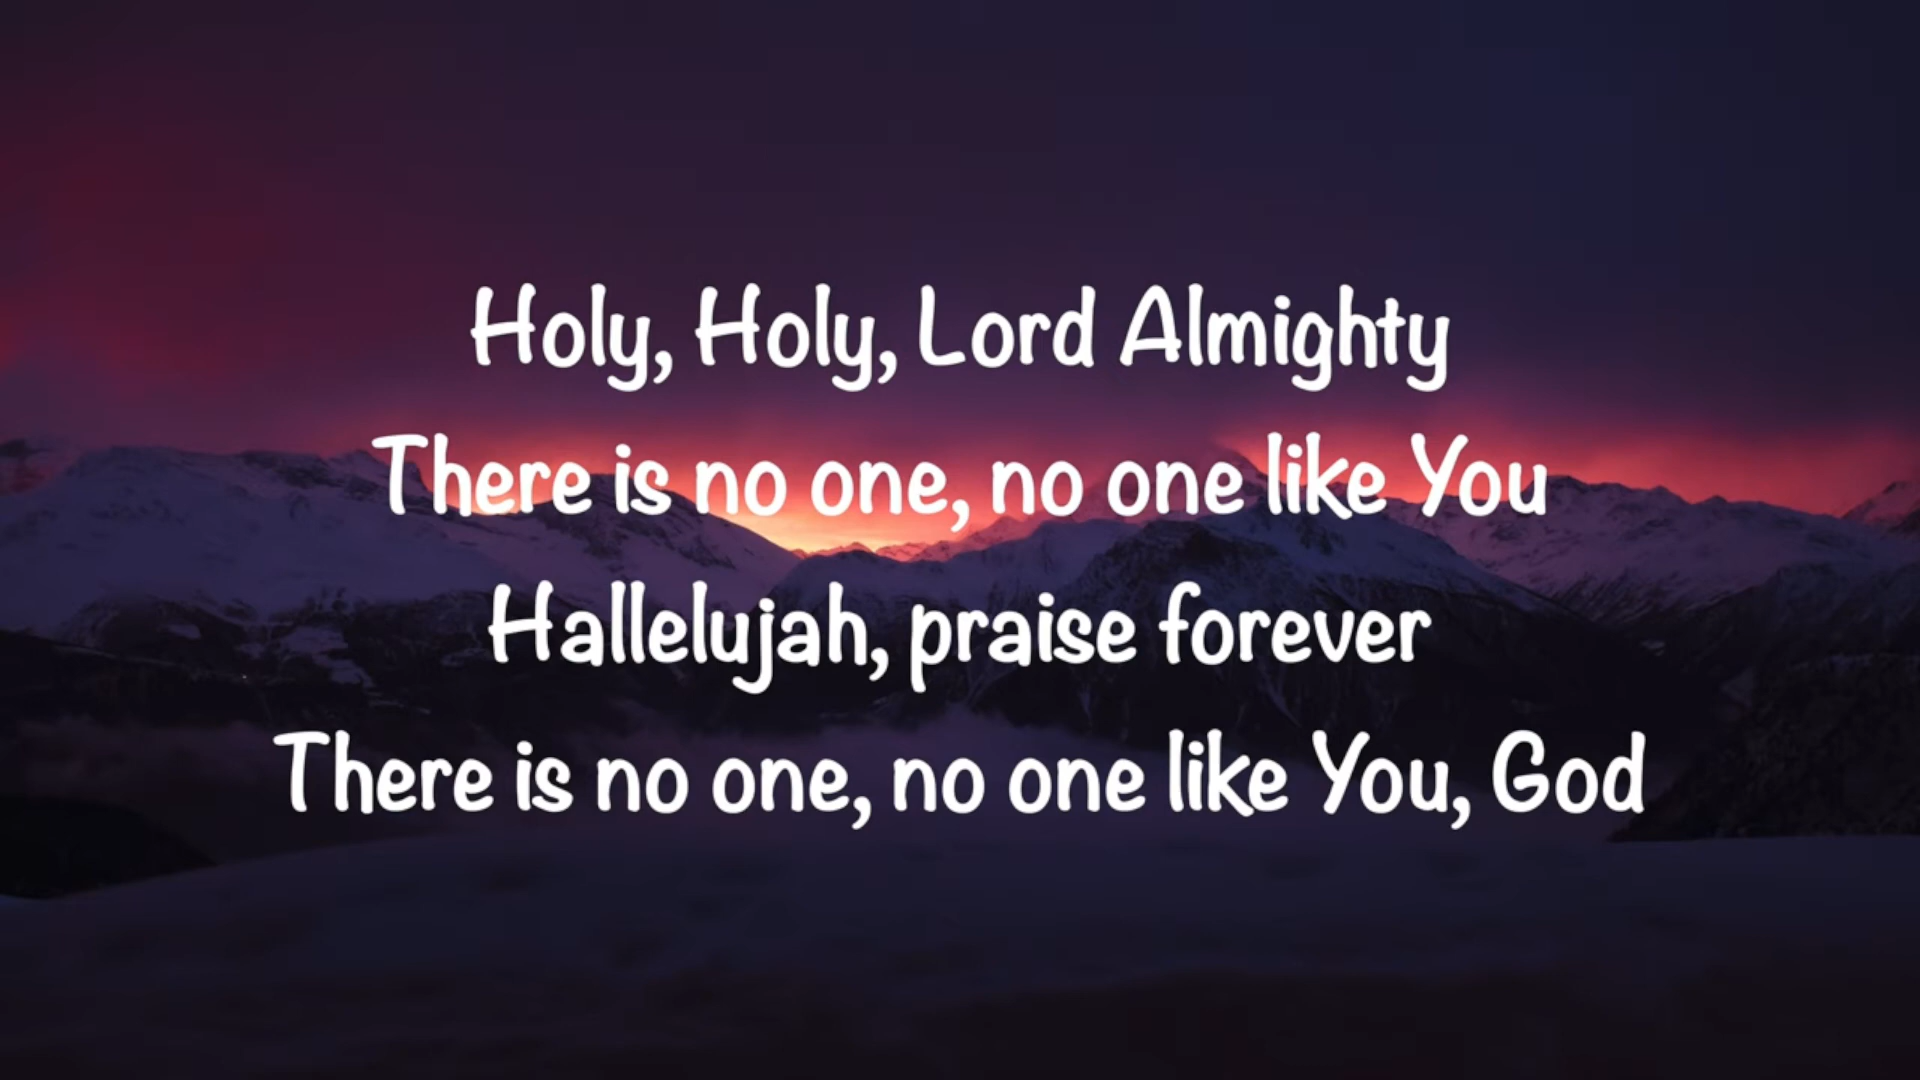 Holy, Holy, Lord Almighty
There is no one, no one like You
Hallelujah, praise forever
There is no one, no one like You, God